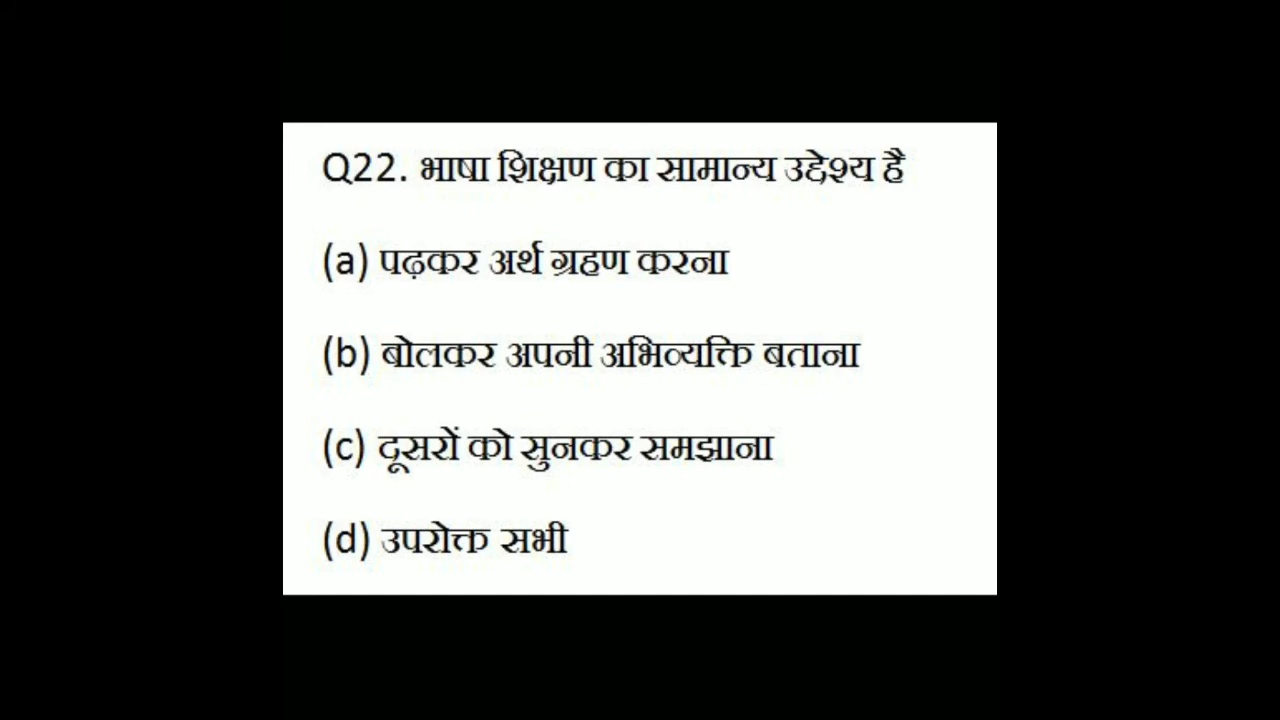 Q22. भाषा शिक्षण का सामान्य उद्देश्य है
(a) पढ़कर अर्थ ग्रहण करना
(b) बोलकर अपनी अभिव्यक्ति बताना
(c) दूसरों को सुनकर समझाना
(d) उपरोक्त सभी